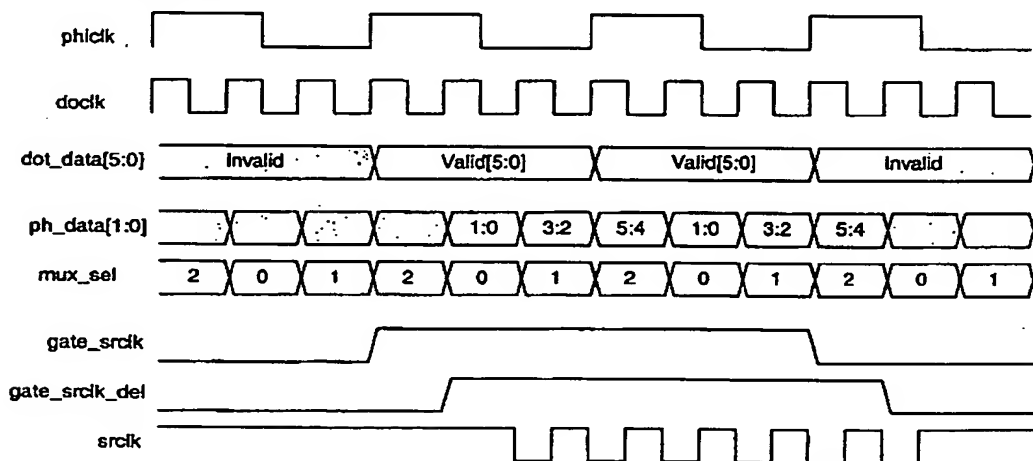 phiclk
doclk
dot_data[5:0] Invalid Valid[5:0] Valid[5:0] Invalid
ph_data[1:0] 1:0 3:2 5:4 1:0 3:2 5:4
mux_sel 2 0 1 2 0 1 2 0 1 2 0 1
gate_srclk
gate_srclk_del
srclk